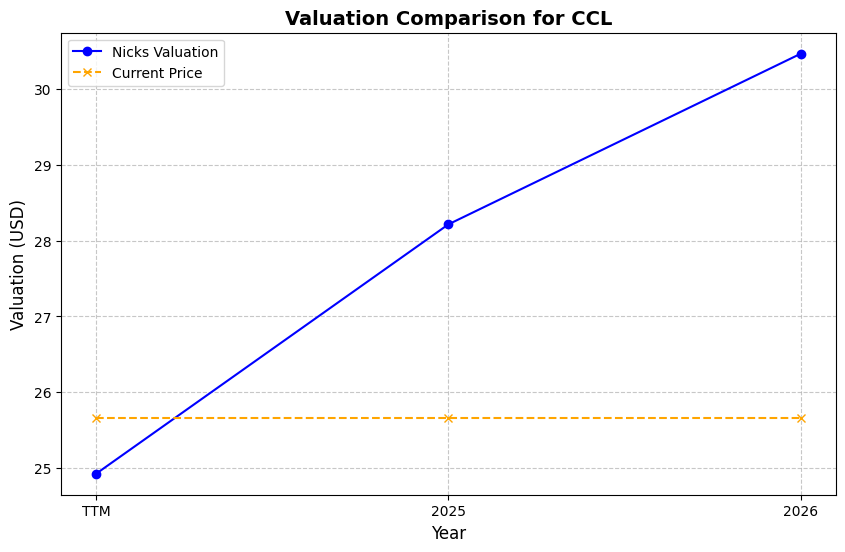 Valuation Comparison for CCL
Nicks Valuation
Current Price
Valuation (USD)
30
29
28
27
26
25
TTM
2025
2026
Year